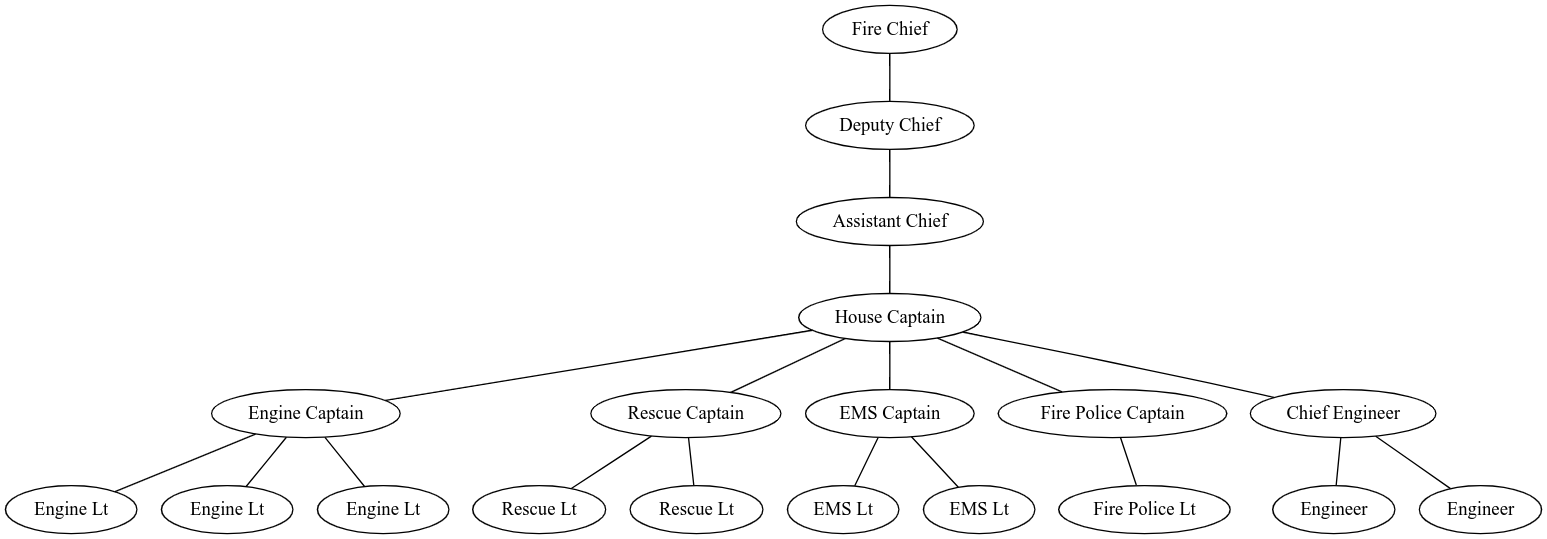 Fire Chief
Deputy Chief
Assistant Chief
House Captain
Engine Captain
Rescue Captain
EMS Captain
Fire Police Captain
Chief Engineer
Engine Lt
Engine Lt
Engine Lt
Rescue Lt
Rescue Lt
EMS Lt
EMS Lt
Fire Police Lt
Engineer
Engineer